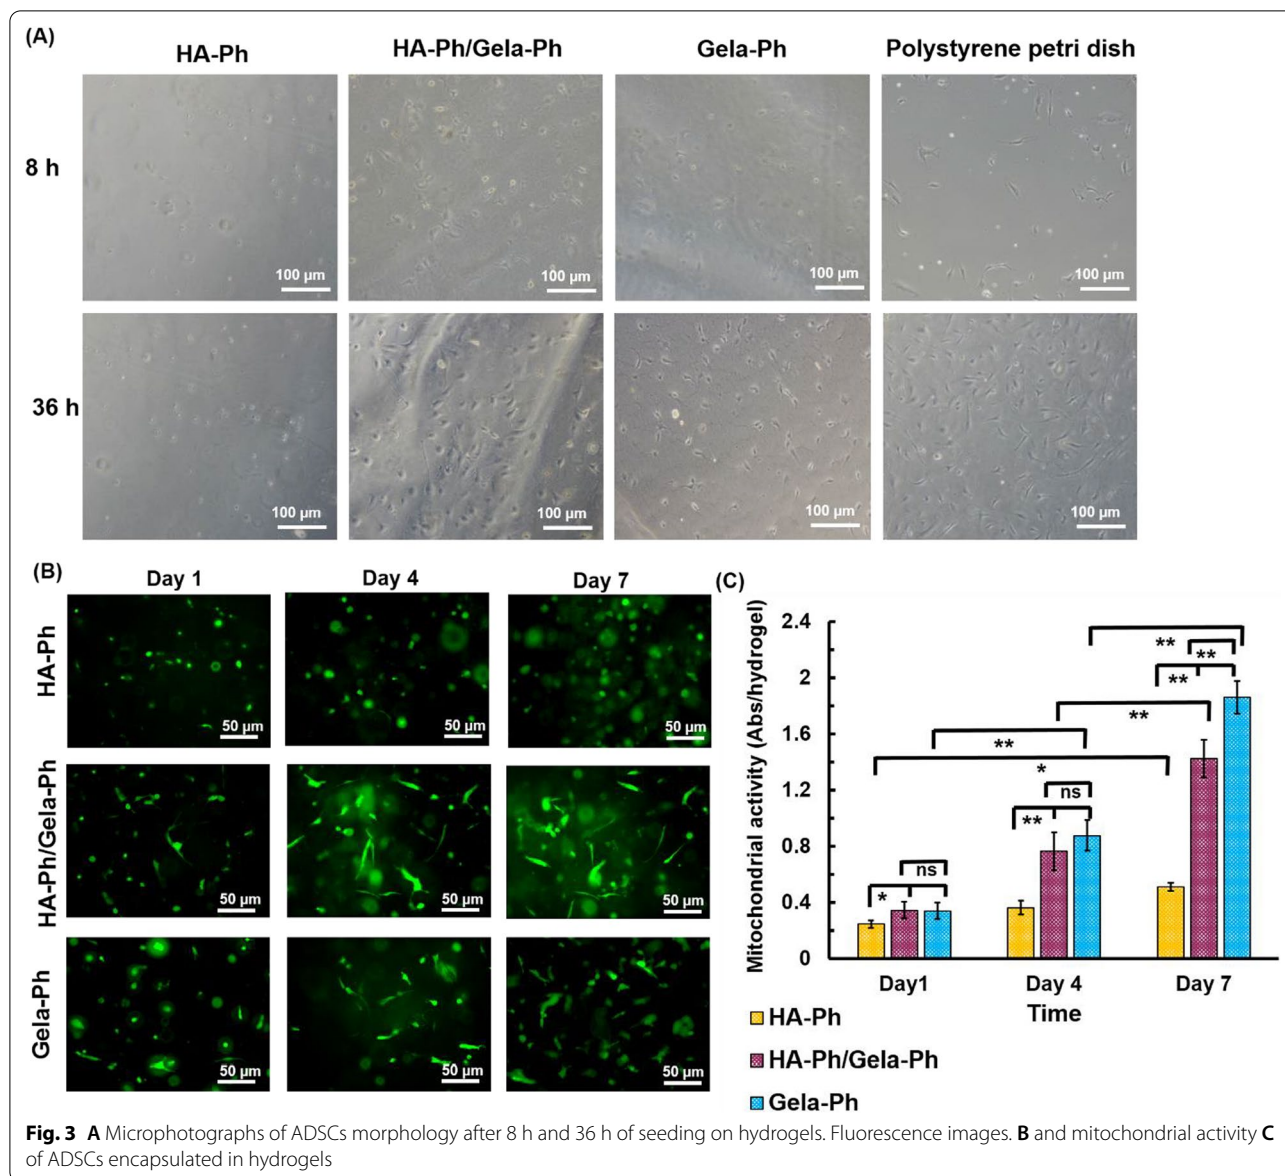 (A)
HA-Ph
HA-Ph/Gela-Ph
Gela-Ph
Polystyrene petri dish
8 h
100 µm
100 µm
100 µm
100 µm
36 h
100 µm
100 µm
100 µm
100 µm
(B)
Day 1
Day 4
Day 7
HA-Ph
50 µm
50 µm
50 µm
HA-Ph/Gela-Ph
50 µm
50 µm
50 µm
Gela-Ph
50 µm
50 µm
50 µm
(C)
Mitochondrial activity (Abs/hydrogel)
2.4
2
1.6
1.2
0.8
0.4
0
*
ns
**
**
ns
*
**
**
**
**
Day1
Day 4
Day 7
Time
HA-Ph
HA-Ph/Gela-Ph
Gela-Ph
Fig. 3 A Microphotographs of ADSCs morphology after 8 h and 36 h of seeding on hydrogels. Fluorescence images. B and mitochondrial activity C
of ADSCs encapsulated in hydrogels